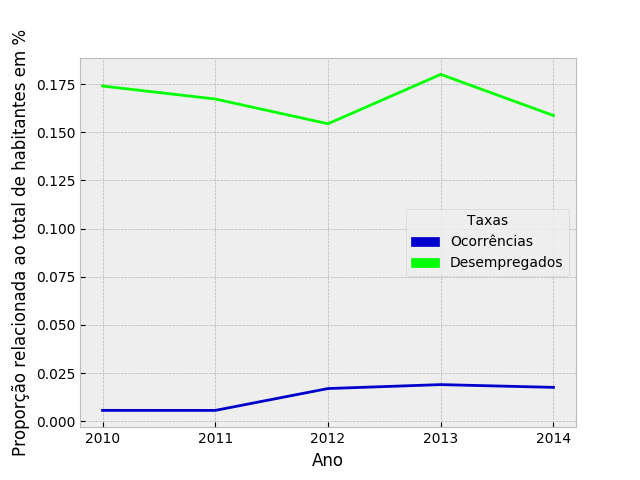 Proporção relacionada ao total de habitantes em %
0.175
0.150
0.125
0.100
0.075
0.050
0.025
0.000
Taxas
Ocorrências
Desempregados
2010 2011 2012 2013 2014
Ano